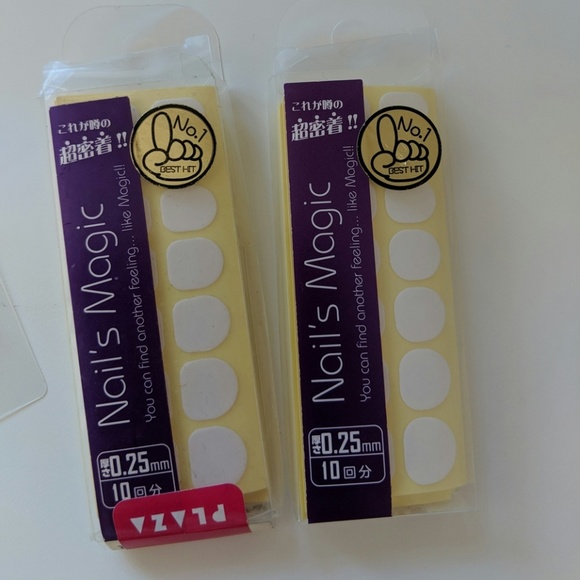 これが噂の
超密着!!
No.1
BEST HIT
Nail's Magic
You can find another feeling... like Magic!!
厚さ0.25mm
10回分
PLAZA
これが噂の
超密着!!
No.1
BEST HIT
Nail's Magic
You can find another feeling... like Magic!!
厚さ0.25mm
10回分